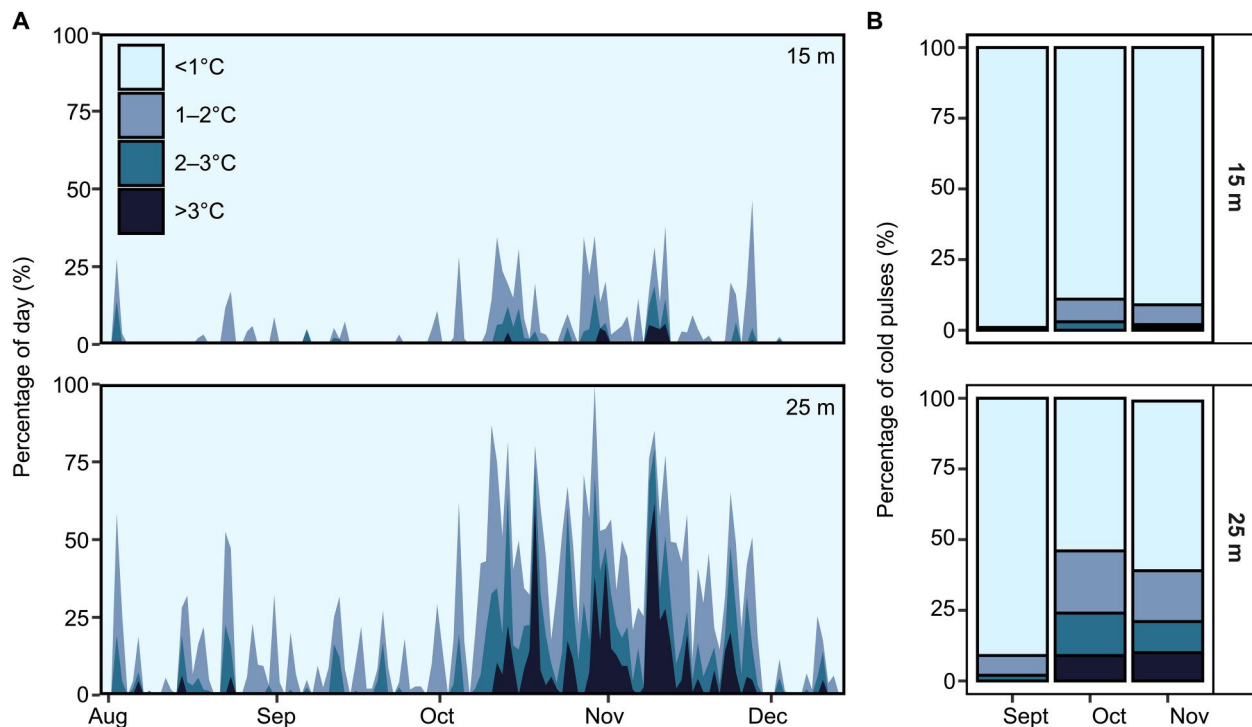 A
Percentage of day (%)
100
75
50
25
0
<1°C
1–2°C
2–3°C
>3°C
15 m
100
75
50
25
0
25 m
Aug
Sep
Oct
Nov
Dec
B
Percentage of cold pulses (%)
100
75
50
25
0
15 m
100
75
50
25
0
25 m
Sept
Oct
Nov